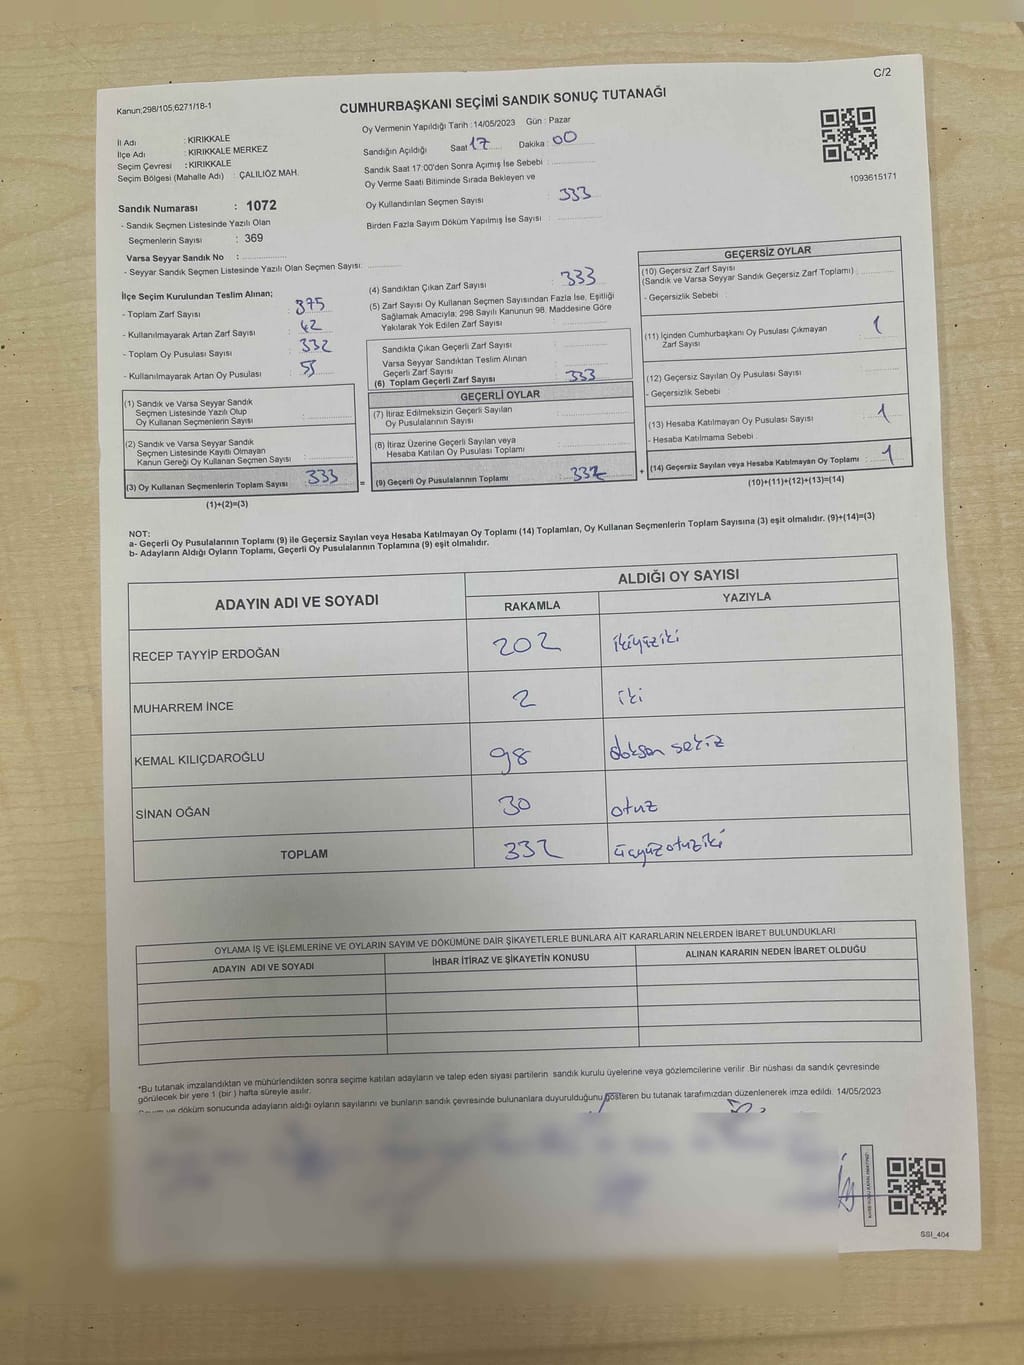 C/2
Kanun;298/105,6271/18-1
CUMHURBAŞKANI SEÇİMİ SANDIK SONUÇ TUTANAĞI
İl Adı : KIRIKKALE
İlçe Adı : KIRIKKALE MERKEZ
Seçim Çevresi : KIRIKKALE
Seçim Bölgesi (Mahalle Adı) : ÇALILIÖZ MAH.
Sandık Numarası : 1072
- Sandık Seçmen Listesinde Yazılı Olan
Seçmenlerin Sayısı : 369
Varsa Seyyar Sandık No :
- Seyyar Sandık Seçmen Listesinde Yazılı Olan Seçmen Sayısı:
Oy Vermenin Yapıldığı Tarih :14/05/2023 Gün : Pazar
Sandığın Açıldığı Saat 17 Dakika : 00
Sandık Saat 17:00'den Sonra Açımış İse Sebebi :
Oy Verme Saati Bitiminde Sırada Bekleyen ve
Oy Kullandırılan Seçmen Sayısı : 333
Birden Fazla Sayım Döküm Yapılmış İse Sayısı :
1093615171
İlçe Seçim Kurulundan Teslim Alınan;
- Toplam Zarf Sayısı : 375
- Kullanılmayarak Artan Zarf Sayısı : 42
- Toplam Oy Pusulası Sayısı : 332
- Kullanılmayarak Artan Oy Pusulası :
(1) Sandık ve Varsa Seyyar Sandık
Seçmen Listesinde Yazılı Olup
Oy Kullanan Seçmenlerin Sayısı :
(2) Sandık ve Varsa Seyyar Sandık
Seçmen Listesinde Kayıtlı Olmayan
Kanun Gereği Oy Kullanan Seçmen Sayısı :
(3) Oy Kullanan Seçmenlerin Toplam Sayısı : 333
(1)+(2)=(3)
(4) Sandıktan Çıkan Zarf Sayısı : 333
(5) Zarf Sayısı Oy Kullanan Seçmen Sayısından Fazla İse, Eşitliği
Sağlamak Amacıyla; 298 Sayılı Kanunun 98. Maddesine Göre
Yakılarak Yok Edilen Zarf Sayısı :
Sandıkta Çıkan Geçerli Zarf Sayısı :
Varsa Seyyar Sandıktan Teslim Alınan
Geçerli Zarf Sayısı :
(6) Toplam Geçerli Zarf Sayısı : 333
GEÇERLİ OYLAR
(7) İtiraz Edilmeksizin Geçerli Sayılan
Oy Pusulalarının Sayısı :
(8) İtiraz Üzerine Geçerli Sayılan veya
Hesaba Katılan Oy Pusulası Toplamı :
= (9) Geçerli Oy Pusulalarının Toplamı : 332
GEÇERSİZ OYLAR
(10) Geçersiz Zarf Sayısı
(Sandık ve Varsa Seyyar Sandık Geçersiz Zarf Toplamı) :
- Geçersizlik Sebebi :
(11) İçinden Cumhurbaşkanı Oy Pusulası Çıkmayan
Zarf Sayısı : 1
(12) Geçersiz Sayılan Oy Pusulası Sayısı :
- Geçersizlik Sebebi :
(13) Hesaba Katılmayan Oy Pusulası Sayısı : 1
- Hesaba Katılmama Sebebi :
+ (14) Geçersiz Sayılan veya Hesaba Katılmayan Oy Toplamı : 1
(10)+(11)+(12)+(13)=(14)
NOT:
a- Geçerli Oy Pusulalarının Toplamı (9) ile Geçersiz Sayılan veya Hesaba Katılmayan Oy Toplamı (14) Toplamları, Oy Kullanan Seçmenlerin Toplam Sayısına (3) eşit olmalıdır. (9)+(14)=(3)
b- Adayların Aldığı Oyların Toplamı, Geçerli Oy Pusulalarının Toplamına (9) eşit olmalıdır.
ADAYIN ADI VE SOYADI ALDIĞI OY SAYISI
RAKAMLA YAZIYLA
RECEP TAYYİP ERDOĞAN 202 ikiyüziki
MUHARREM İNCE 2 iki
KEMAL KILIÇDAROĞLU 98 doksan sekiz
SİNAN OĞAN 30 otuz
TOPLAM 332 üçyüzotuziki
OYLAMA İŞ VE İŞLEMLERİNE VE OYLARIN SAYIM VE DÖKÜMÜNE DAİR ŞİKAYETLERLE BUNLARA AİT KARARLARIN NELERDEN İBARET BULUNDUKLARI
ADAYIN ADI VE SOYADI İHBAR İTİRAZ VE ŞİKAYETİN KONUSU ALINAN KARARIN NEDEN İBARET OLDUĞU
*Bu tutanak imzalandıktan ve mühürlendikten sonra seçime katılan adayların ve talep eden siyasi partilerin sandık kurulu üyelerine veya gözlemcilerine verilir .Bir nüshası da sandık çevresinde
görülecek bir yere 1 (bir ) hafta süreyle asılır.
ve döküm sonucunda adayların aldığı oyların sayılarını ve bunların sandık çevresinde bulunanlara duyurulduğunu gösteren bu tutanak tarafımızdan düzenlenerek imza edildi. 14/05/2023
SSI_404